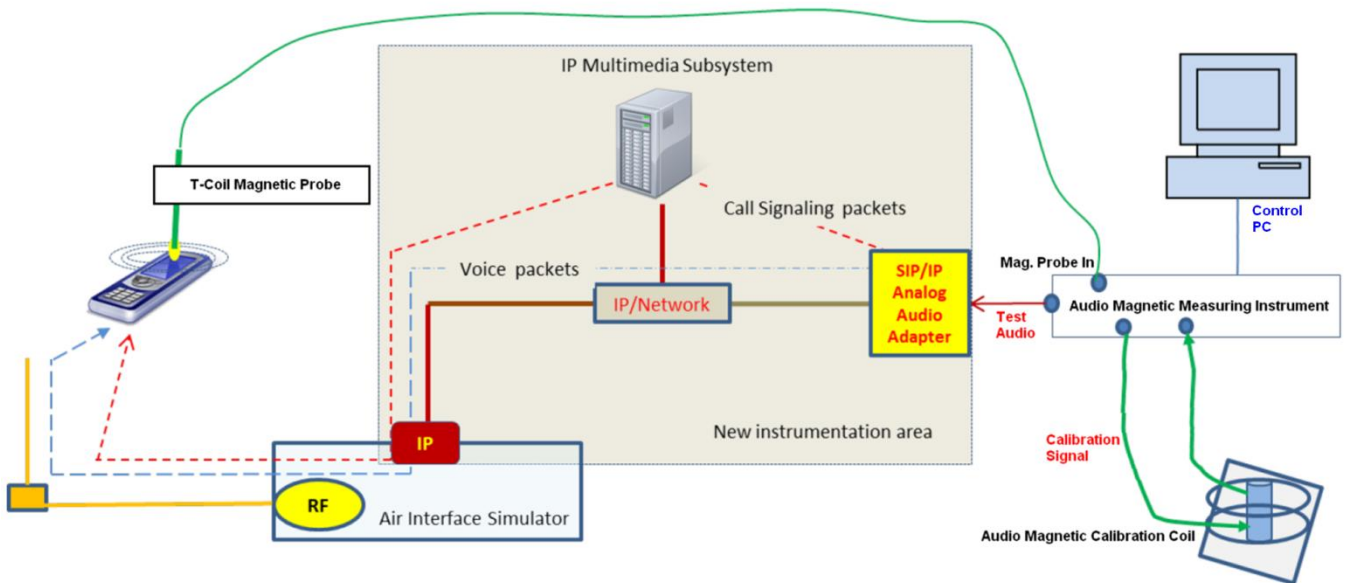 IP Multimedia Subsystem
T-Coil Magnetic Probe
Call Signaling packets
Control
PC
Voice packets
Mag. Probe In
SIP/IP
Analog
Audio
Adapter
IP/Network
Test
Audio
Audio Magnetic Measuring Instrument
IP
New instrumentation area
Calibration
Signal
RF
Air Interface Simulator
Audio Magnetic Calibration Coil